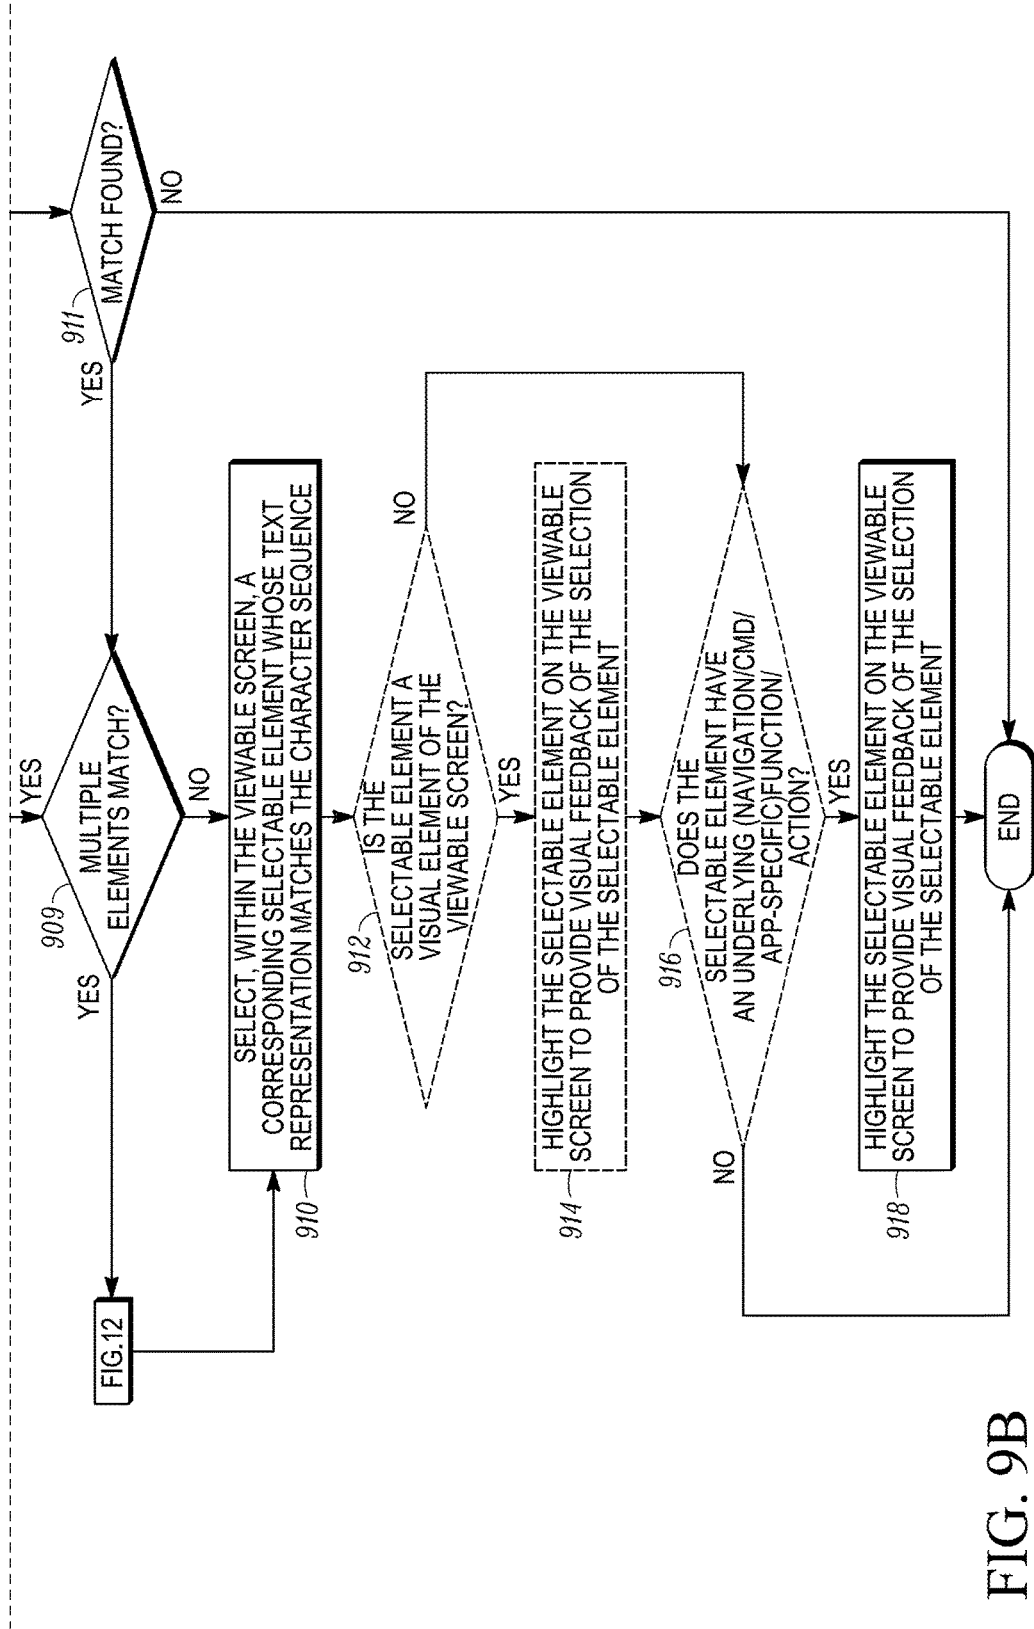 YES
909
MULTIPLE
ELEMENTS MATCH?
YES
NO
911
MATCH FOUND?
YES
NO
FIG.12
SELECT, WITHIN THE VIEWABLE SCREEN, A
CORRESPONDING SELECTABLE ELEMENT WHOSE TEXT
REPRESENTATION MATCHES THE CHARACTER SEQUENCE
910
912
IS THE
SELECTABLE ELEMENT A
VISUAL ELEMENT OF THE
VIEWABLE SCREEN?
NO
YES
HIGHLIGHT THE SELECTABLE ELEMENT ON THE VIEWABLE
SCREEN TO PROVIDE VISUAL FEEDBACK OF THE SELECTION
OF THE SELECTABLE ELEMENT
914
916
DOES THE
SELECTABLE ELEMENT HAVE
AN UNDERLYING (NAVIGATION/CMD/
APP-SPECIFIC)FUNCTION/
ACTION?
NO
YES
HIGHLIGHT THE SELECTABLE ELEMENT ON THE VIEWABLE
SCREEN TO PROVIDE VISUAL FEEDBACK OF THE SELECTION
OF THE SELECTABLE ELEMENT
918
END
FIG. 9B